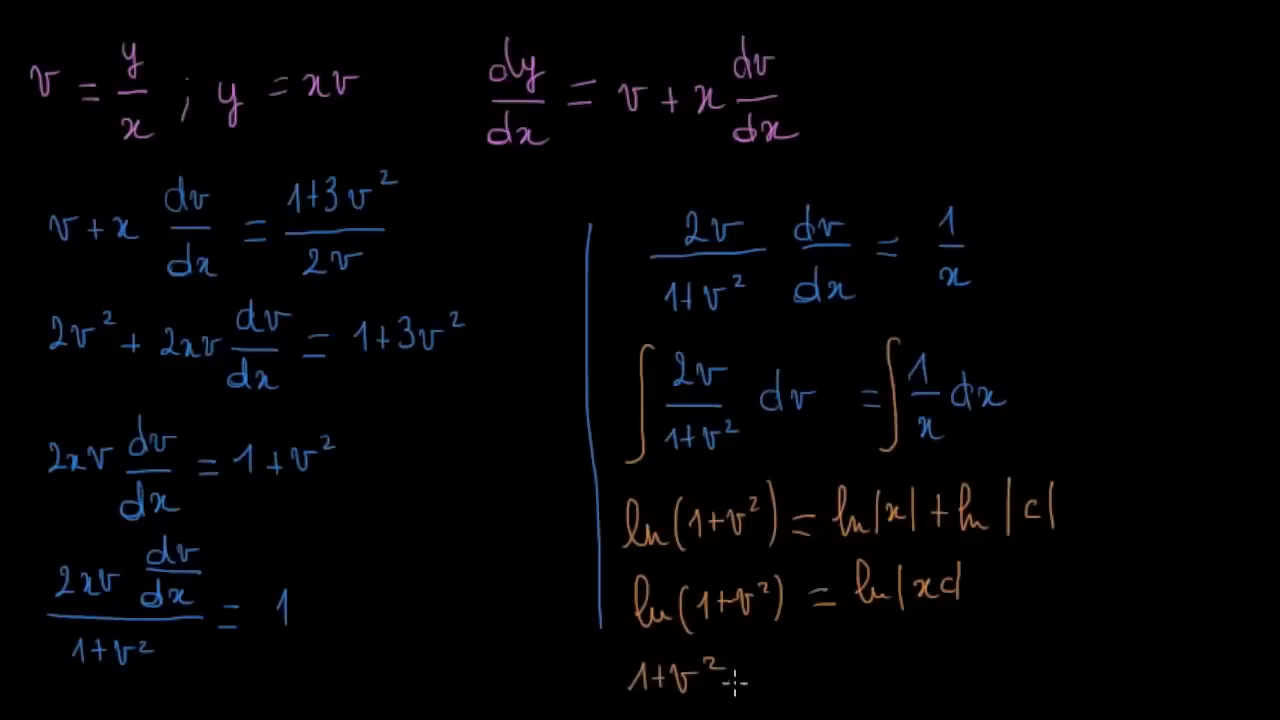 v = y/x ; y = xv    dy/dx = v + x dv/dx
v + x dv/dx = (1+3v²)/(2v)
2v² + 2xv dv/dx = 1+3v²
2xv dv/dx = 1+v²
(2xv dv/dx)/(1+v²) = 1
2v/(1+v²) dv/dx = 1/x
∫ 2v/(1+v²) dv = ∫ 1/x dx
ln(1+v²) = ln|x| + ln|c|
ln(1+v²) = ln|xc|
1+v²